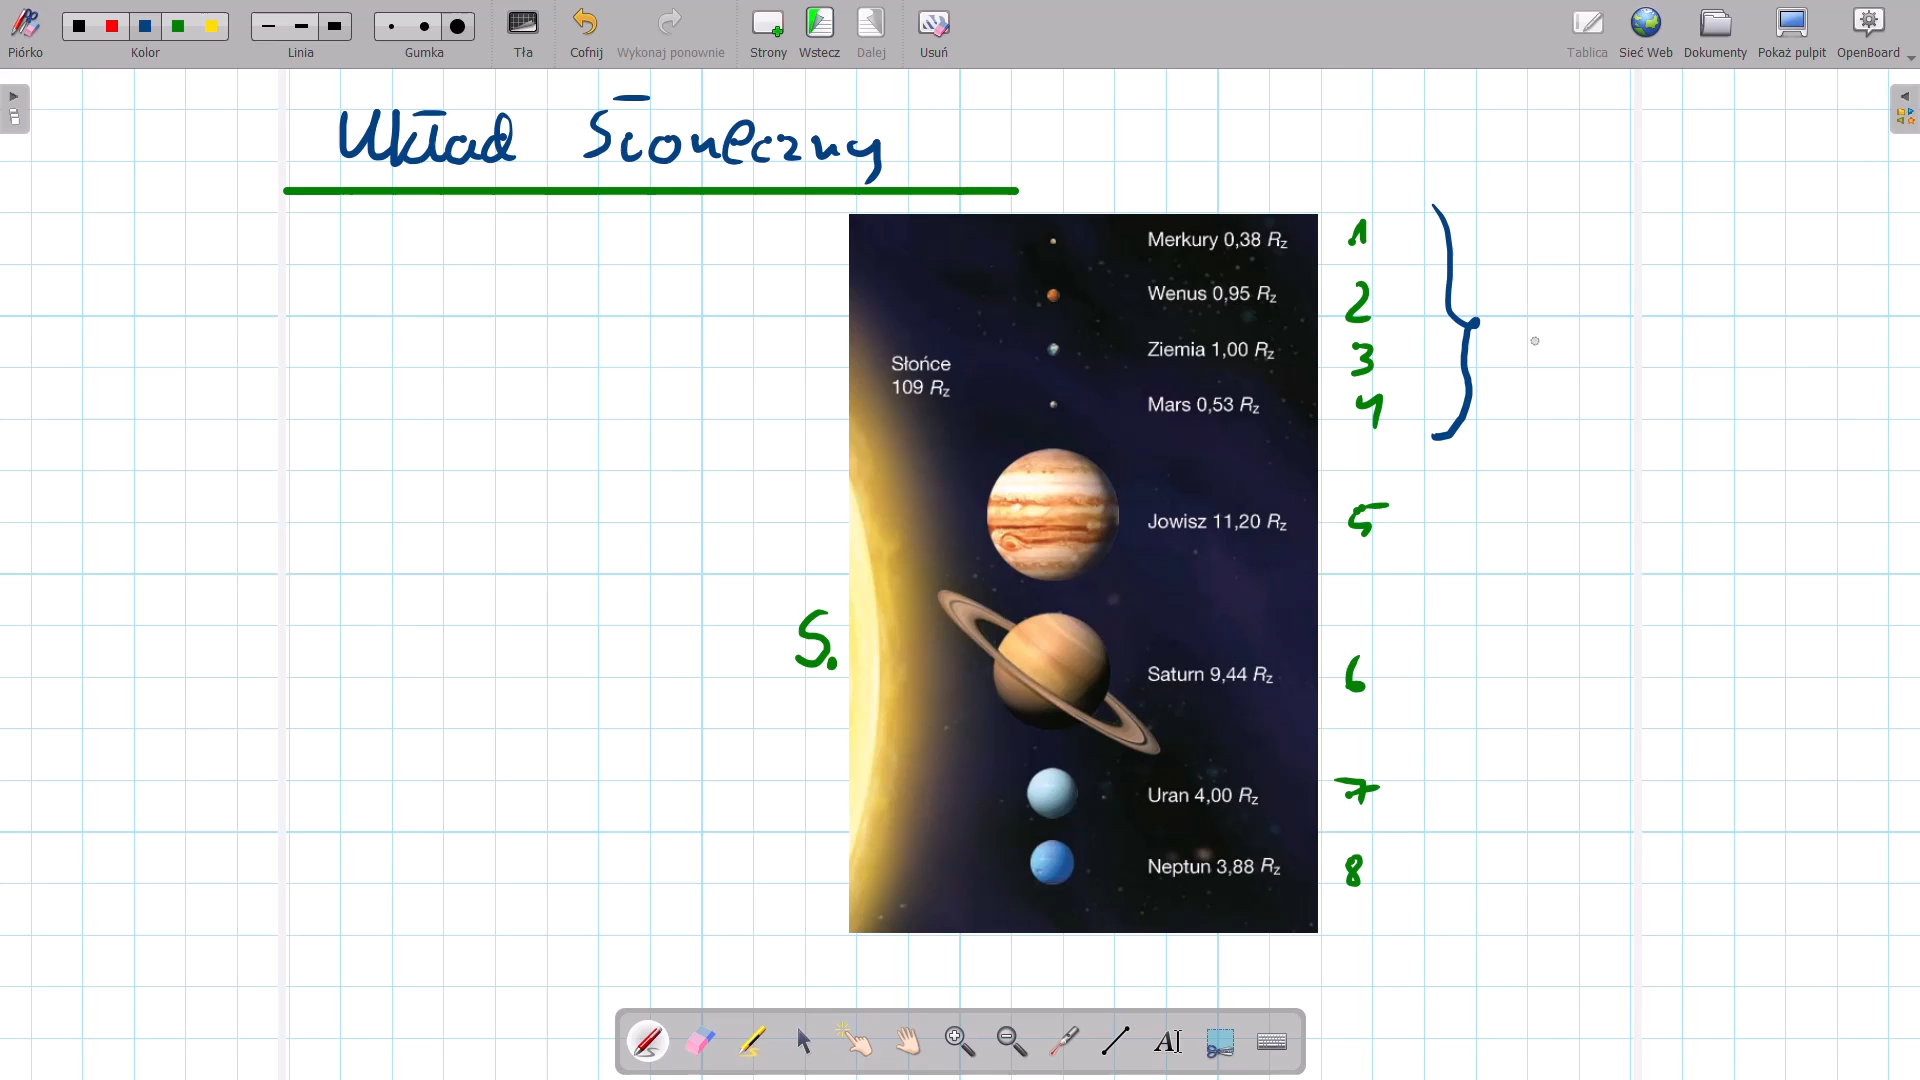 Piórko
Kolor
Linia
Gumka
Tła
Cofnij
Wykonaj ponownie
Strony
Wstecz
Dalej
Usuń
Tablica
Sieć Web
Dokumenty
Pokaż pulpit
OpenBoard
Układ Słoneczny
Merkury 0,38 Rz 1
Wenus 0,95 Rz 2
Ziemia 1,00 Rz 3
Słońce
109 Rz
Mars 0,53 Rz 4
Jowisz 11,20 Rz 5
S.
Saturn 9,44 Rz 6
Uran 4,00 Rz 7
Neptun 3,88 Rz 8
A